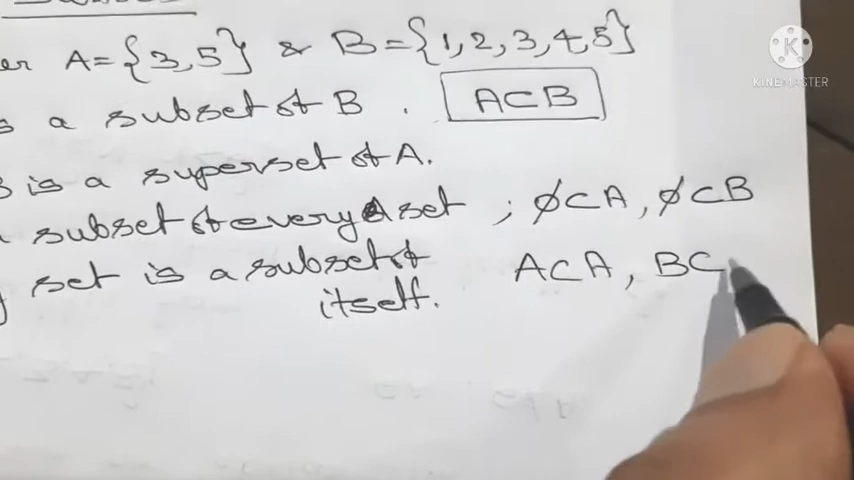 A={3,5} & B={1,2,3,4,5}
K
KINEMASTER
s a subset of B . A⊂B
is a superset of A.
subset of every set ; ϕ⊂A, ϕ⊂B
set is a subset of A⊂A, B⊂
itself.